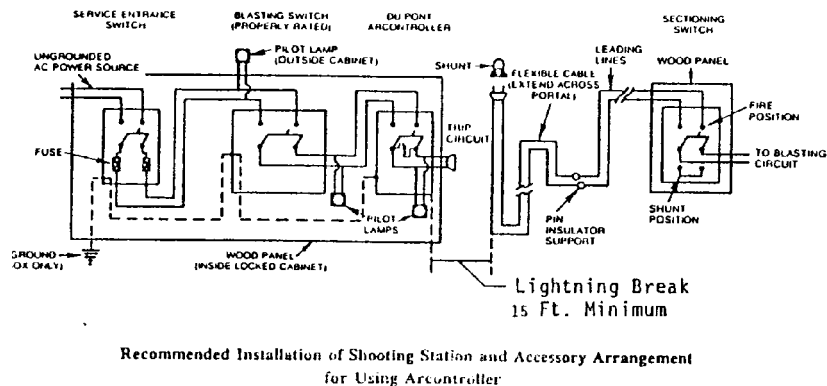 SERVICE ENTRANCE
SWITCH
BLASTING SWITCH
(PROPERLY RATED)
DU PONT
ARCONTROLLER
SECTIONING
SWITCH
UNGROUNDED
AC POWER SOURCE
PILOT LAMP
(OUTSIDE CABINET)
SHUNT
FLEXIBLE CABLE
(EXTEND ACROSS
PORTAL)
LEADING
LINES
WOOD PANEL
FIRE
POSITION
TRIP
CIRCUIT
FUSE
TO BLASTING
CIRCUIT
PILOT
LAMPS
PIN
INSULATOR
SUPPORT
SHUNT
POSITION
GROUND
OX ONLY)
WOOD PANEL
(INSIDE LOCKED CABINET)
Lightning Break
15 Ft. Minimum
Recommended Installation of Shooting Station and Accessory Arrangement
for Using Arcontroller